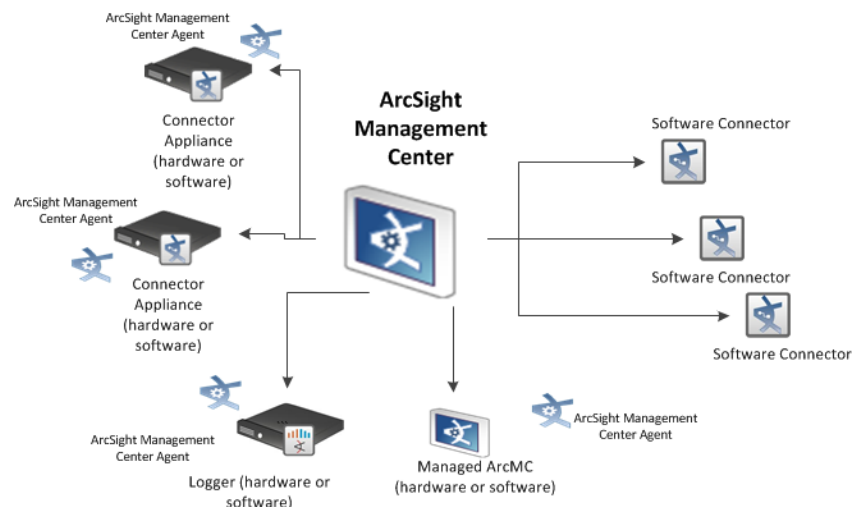 ArcSight Management
Center Agent
Connector
Appliance
(hardware or
software)
ArcSight Management
Center Agent
Connector
Appliance
(hardware or
software)
ArcSight
Management
Center
Software Connector
Software Connector
Software Connector
ArcSight Management
Center Agent
Logger (hardware or
software)
Managed ArcMC
(hardware or software)
ArcSight Management
Center Agent